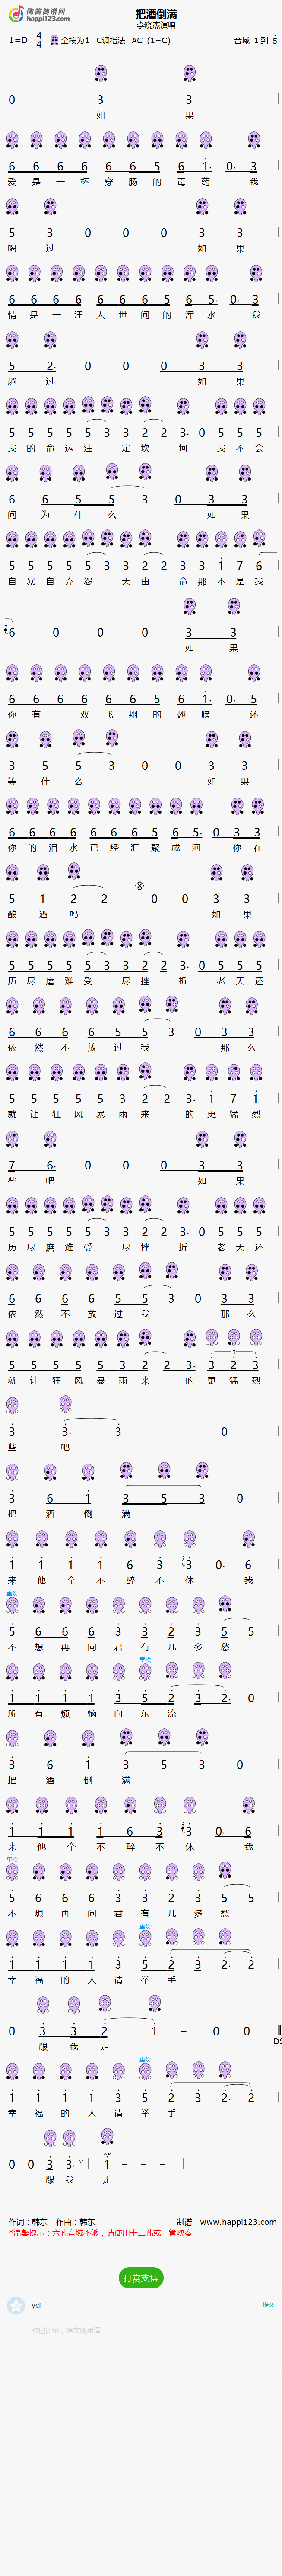 陶笛简谱网
happi123.com
把酒倒满
李晓杰演唱
1=D 4/4 全按为1 C调指法 AC (1=C) 音域 1 到 5
0 3 3
如 果
6 6 6 6 6 5 6 1· 0· 3
爱 是 一 杯 穿 肠 的 毒 药 我
5 3 0 0 0 3 3
喝 过 如 果
6 6 6 6 6 6 5 6 5· 0· 3
情 是 一 汪 人 世 间 的 浑 水 我
5 2· 0 0 0 3 3
趟 过 如 果
5 5 5 5 5 3 3 2 2 3· 0 5 5 5
我 的 命 运 注 定 坎 坷 我 不 会
6 6 5 5 3 0 3 3
问 为 什 么 如 果
5 5 5 5 5 3 3 2 2 3 3 1 7 6
自 暴 自 弃 怨 天 由 命 那 不 是 我
6 0 0 0 3 3
如 果
6 6 6 6 6 6 5 6 1· 0· 5
你 有 一 双 飞 翔 的 翅 膀 还
3 5 5 3 0 0 3 3
等 什 么 如 果
6 6 6 6 6 6 6 5 6 5· 0 3 3
你 的 泪 水 已 经 汇 聚 成 河 你 在
5 1 2 2 0 0 3 3
酿 酒 吗 如 果
5 5 5 5 5 3 3 2 2 3· 0 5 5 5
历 尽 磨 难 受 尽 挫 折 老 天 还
6 6 6 6 5 5 3 0 3 3
依 然 不 放 过 我 那 么
5 5 5 5 5 3 2 2 3· 1 7 1
就 让 狂 风 暴 雨 来 的 更 猛 烈
7 6· 0 0 0 3 3
些 吧 如 果
5 5 5 5 5 3 3 2 2 3· 0 5 5 5
历 尽 磨 难 受 尽 挫 折 老 天 还
6 6 6 6 5 5 3 0 3 3
依 然 不 放 过 我 那 么
5 5 5 5 5 3 2 2 3· 3 2 3
就 让 狂 风 暴 雨 来 的 更 猛 烈
3 3· 3 – 0
些 吧
3 6 1 3 5 3 0
把 酒 倒 满
1 1 1 1 6 3 3 0· 6
来 他 个 不 醉 不 休 我
重吹
5 6 6 6 3 3 2 3 5 5
不 想 再 问 君 有 几 多 愁
重吹
1 1 1 1 3 5 2 3 2· 0
所 有 烦 恼 向 东 流
3 6 1 3 5 3 0
把 酒 倒 满
1 1 1 1 6 3 3 0· 6
来 他 个 不 醉 不 休 我
重吹
5 6 6 6 3 3 2 3 5 5
不 想 再 问 君 有 几 多 愁
重吹
1 1 1 1 3 5 2 3 2· 2
幸 福 的 人 请 举 手
0 3 3 2 1 – 0 0
跟 我 走 DS
重吹
1 1 1 1 3 5 2 3 2· 2
幸 福 的 人 请 举 手
0 0 3 3· 1 – – –
跟 我 走
作词：韩东 作曲：韩东 制谱：www.happi123.com
*温馨提示：六孔音域不够，请使用十二孔或三管吹奏
打赏支持
yci 提交
欢迎评论，请文明用语